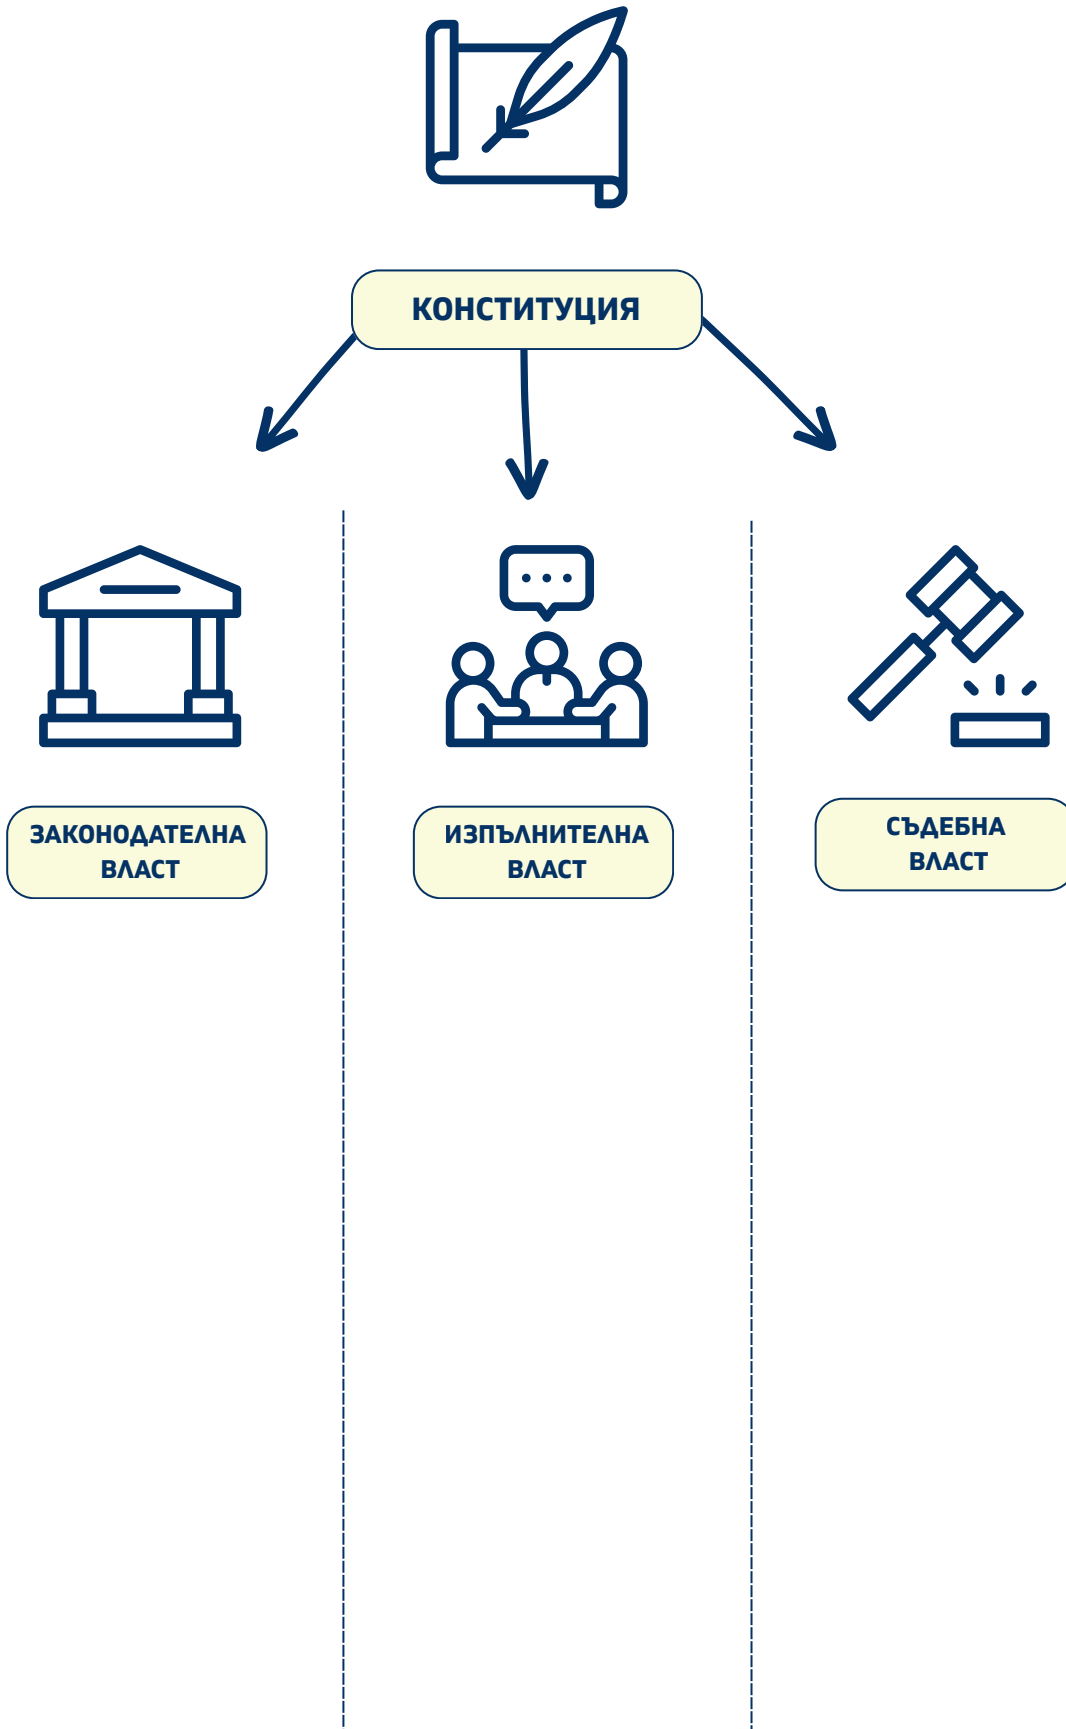 КОНСТИТУЦИЯ
ЗАКОНОДАТЕЛНА
ВЛАСТ
ИЗПЪЛНИТЕЛНА
ВЛАСТ
СЪДЕБНА
ВЛАСТ